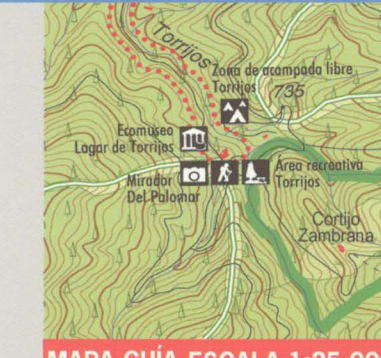 Torrijos
Zona de acampada libre
Torrijos
735
Ecomuseo
Lagar de Torrijos
Mirador
Del Palomar
Área recreativa
Torrijos
Cortijo
Zambrana
MAPA GUÍA ESCALA 1:25.00